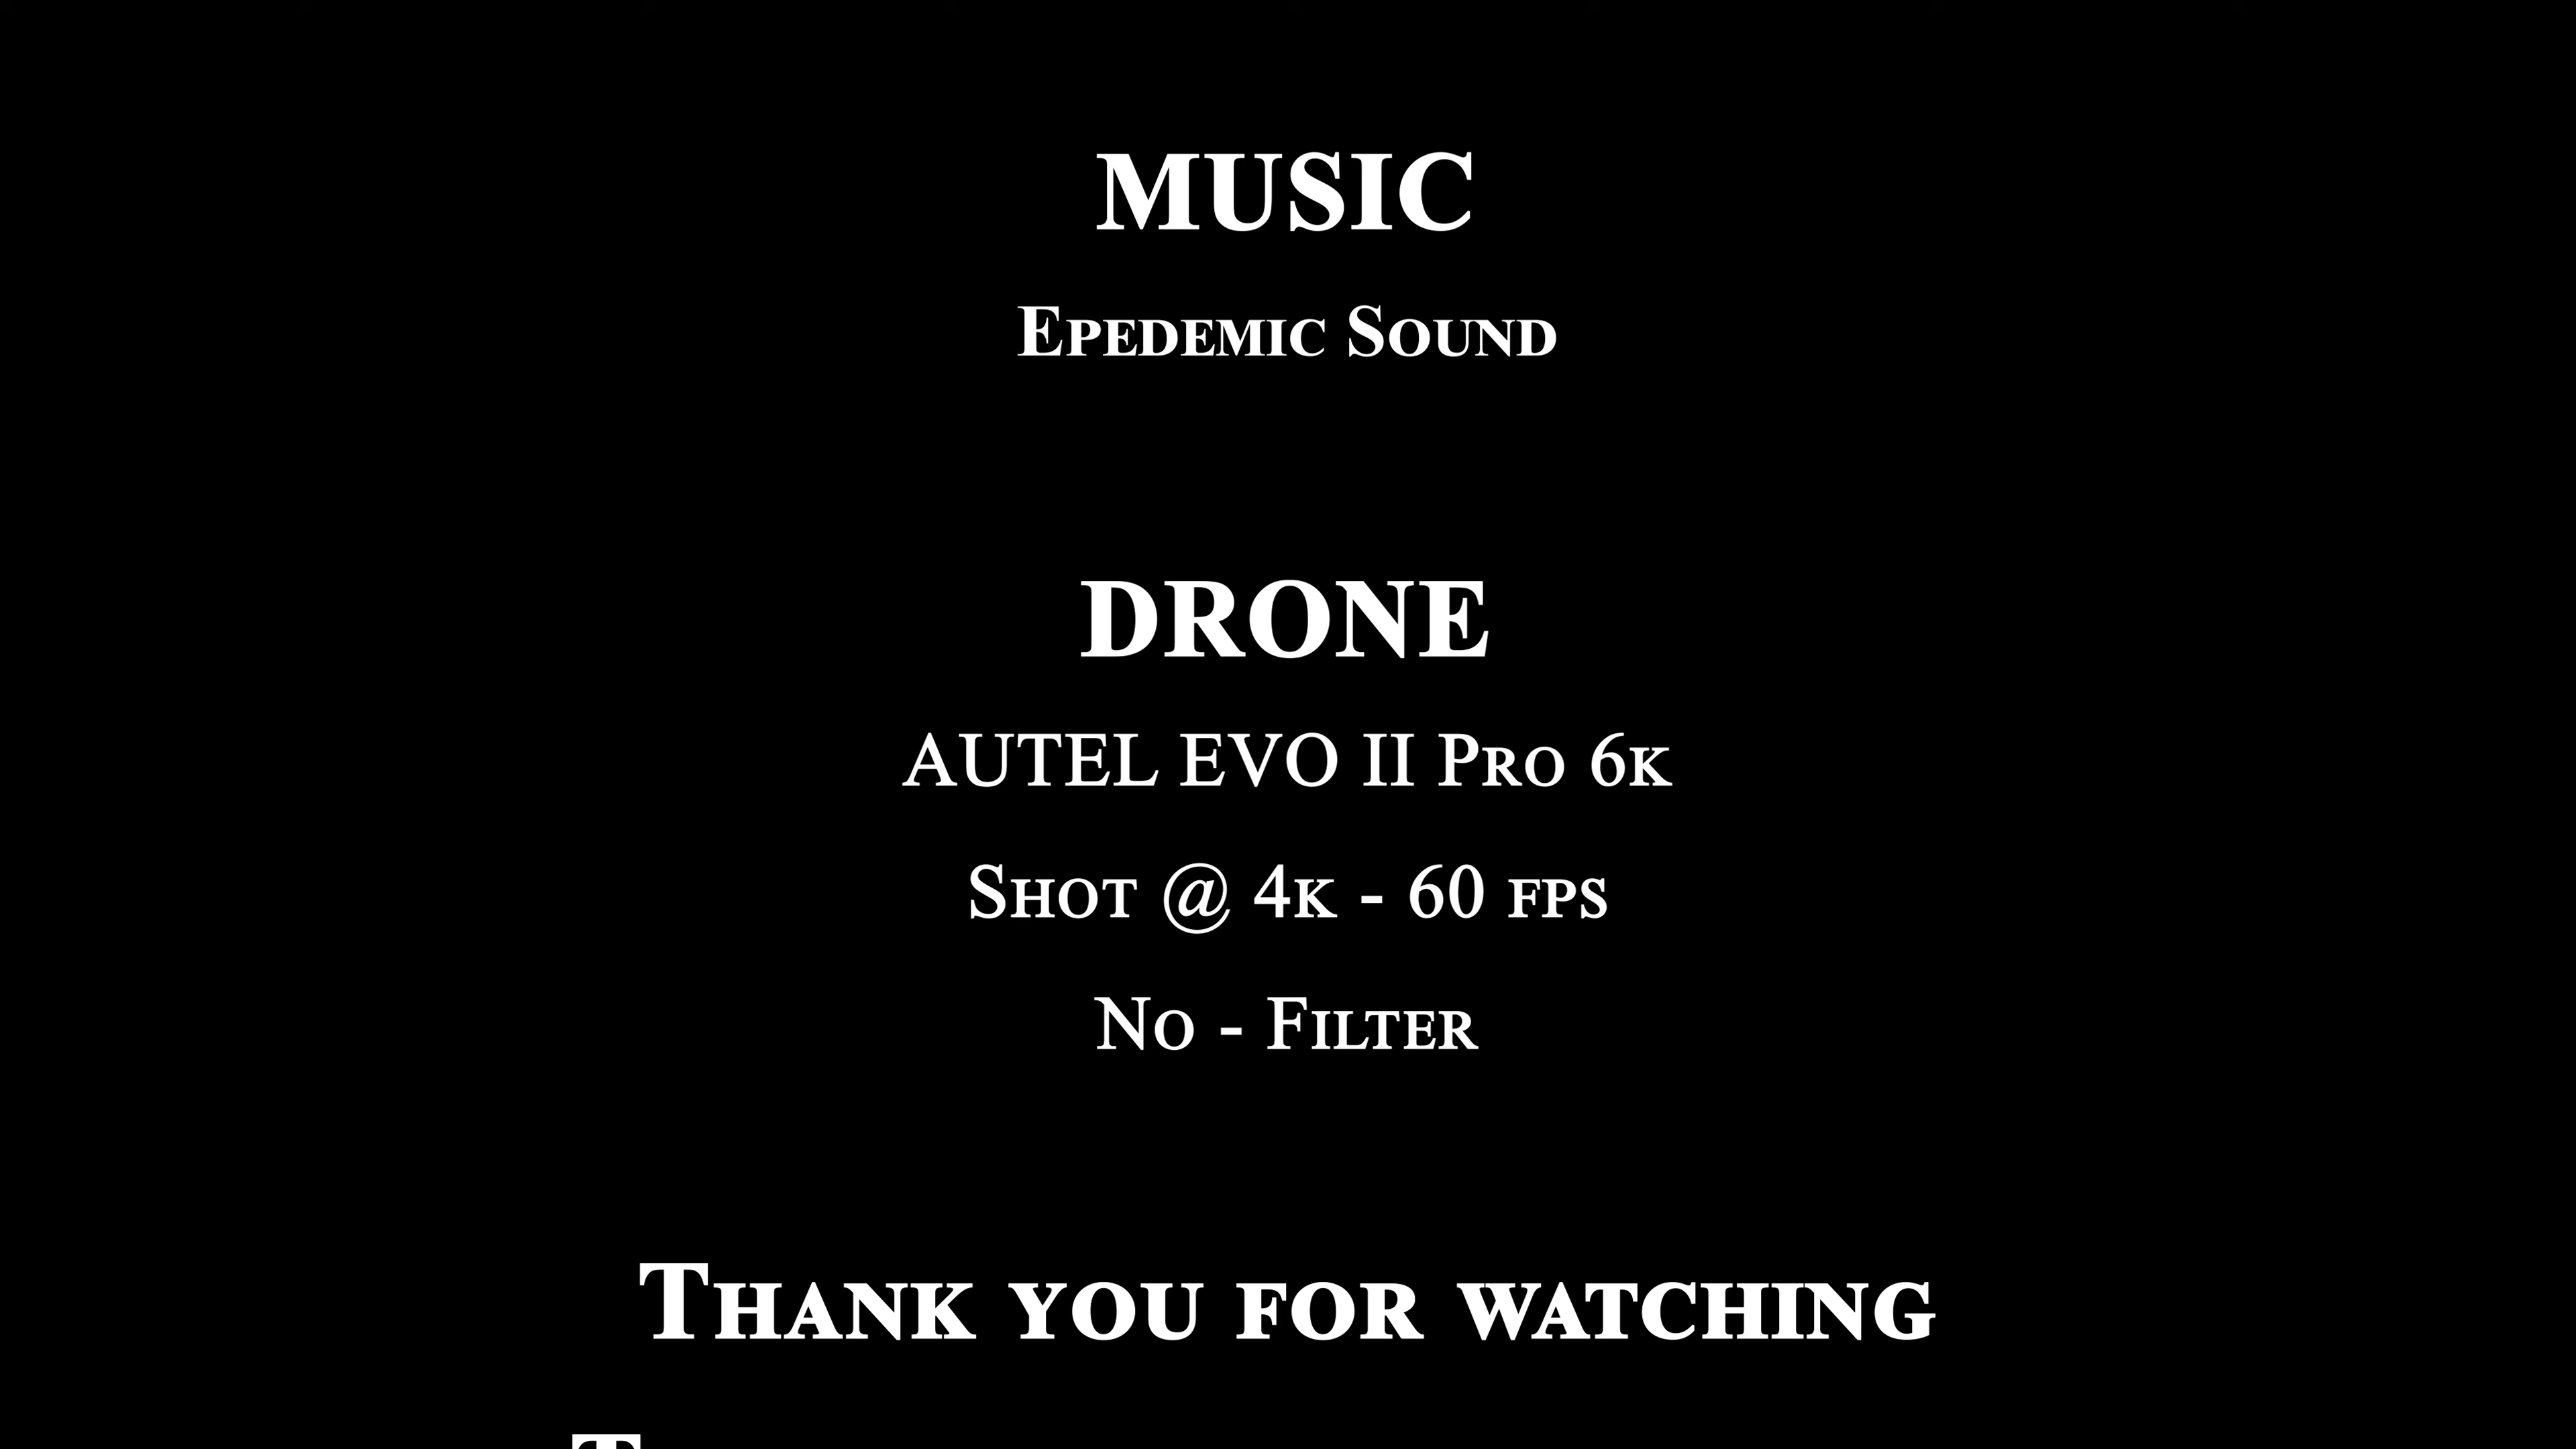 MUSIC
Epedemic Sound
DRONE
AUTEL EVO II Pro 6k
Shot @ 4k - 60 fps
No - Filter
Thank you for watching